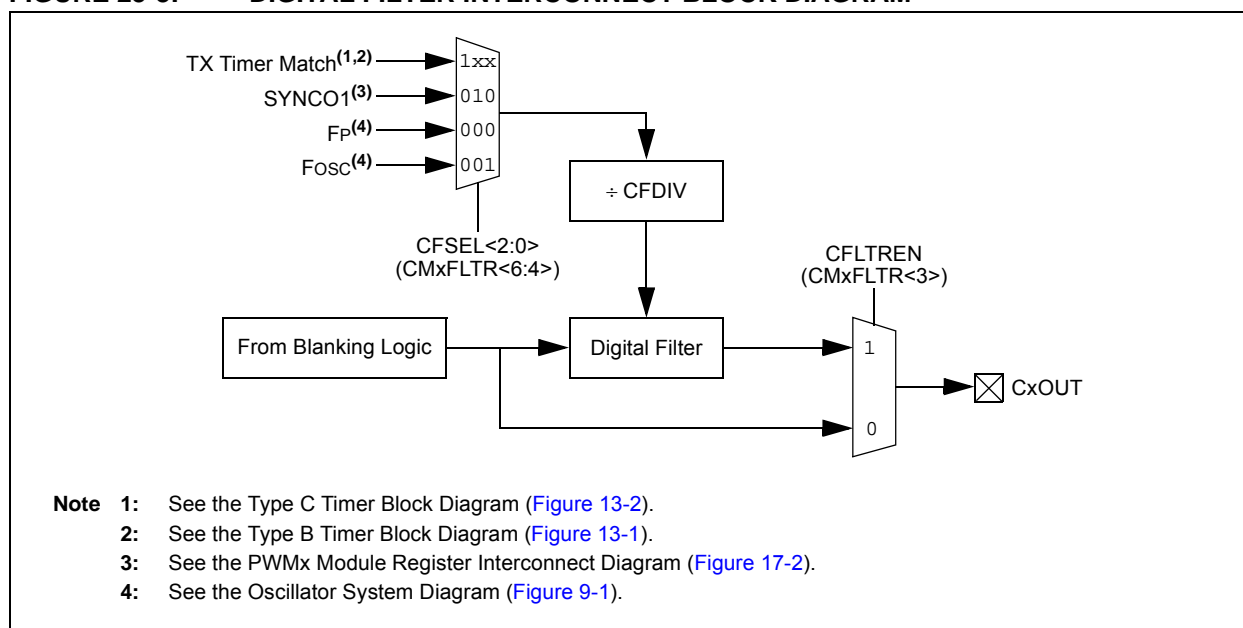 TX Timer Match(1,2)
SYNCO1(3)
FP(4)
FOSC(4)
1xx
010
000
001
÷ CFDIV
CFSEL<2:0>
(CMxFLTR<6:4>)
CFLTREN
(CMxFLTR<3>)
From Blanking Logic
Digital Filter
1
0
CxOUT
Note 1: See the Type C Timer Block Diagram (Figure 13-2).
2: See the Type B Timer Block Diagram (Figure 13-1).
3: See the PWMx Module Register Interconnect Diagram (Figure 17-2).
4: See the Oscillator System Diagram (Figure 9-1).